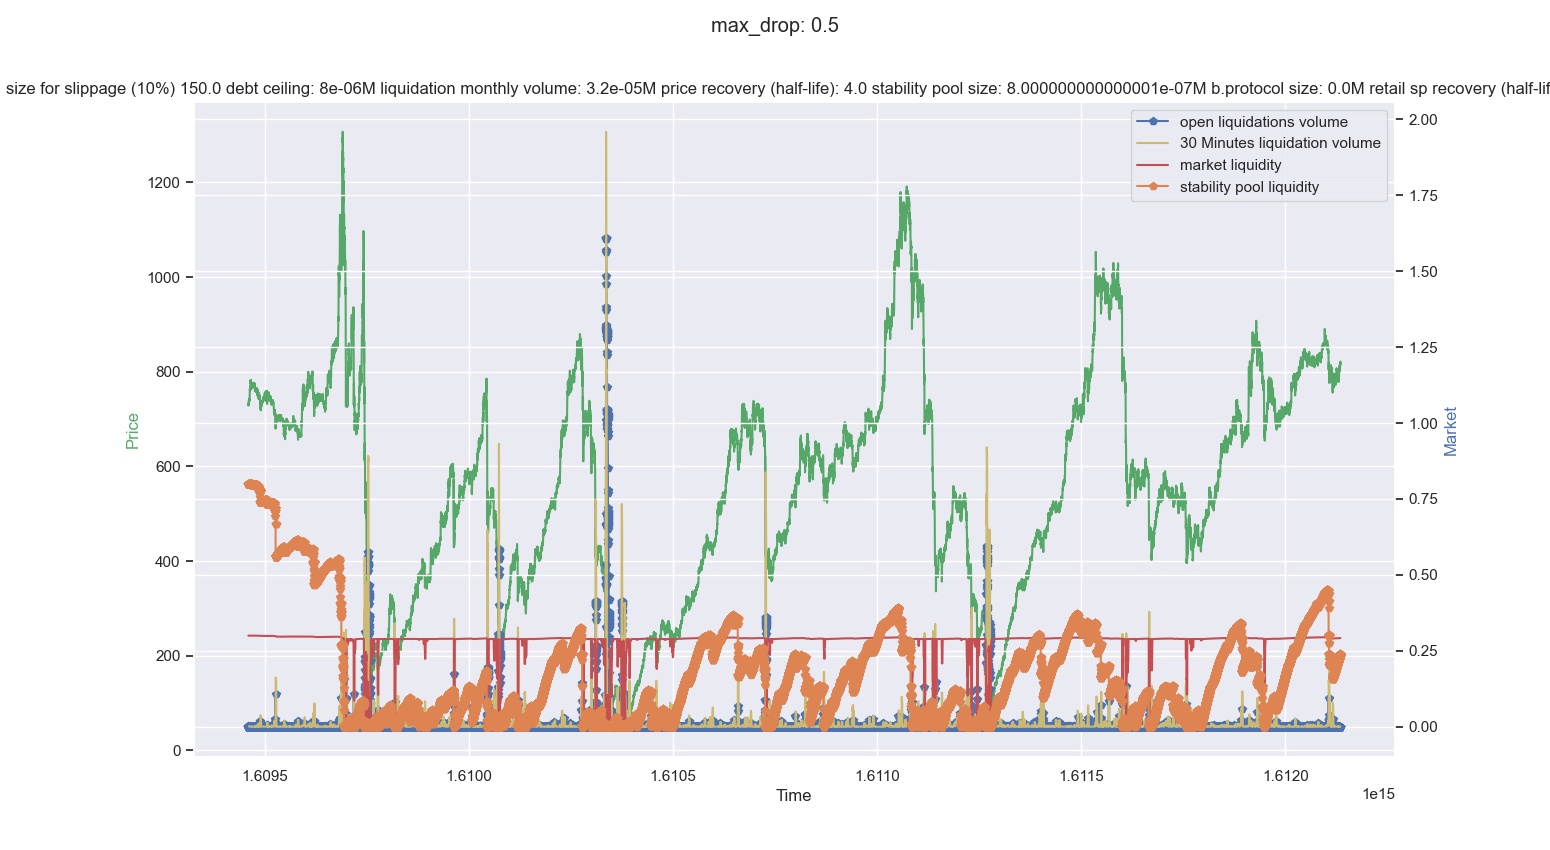 max_drop: 0.5
size for slippage (10%) 150.0 debt ceiling: 8e-06M liquidation monthly volume: 3.2e-05M price recovery (half-life): 4.0 stability pool size: 8.000000000000001e-07M b.protocol size: 0.0M retail sp recovery (half-lif
open liquidations volume
30 Minutes liquidation volume
market liquidity
stability pool liquidity
Price
1200
1000
800
600
400
200
0
2.00
1.75
1.50
1.25
1.00
0.75
0.50
0.25
0.00
Market
1.6095
1.6100
1.6105
1.6110
1.6115
1.6120
Time
1e15